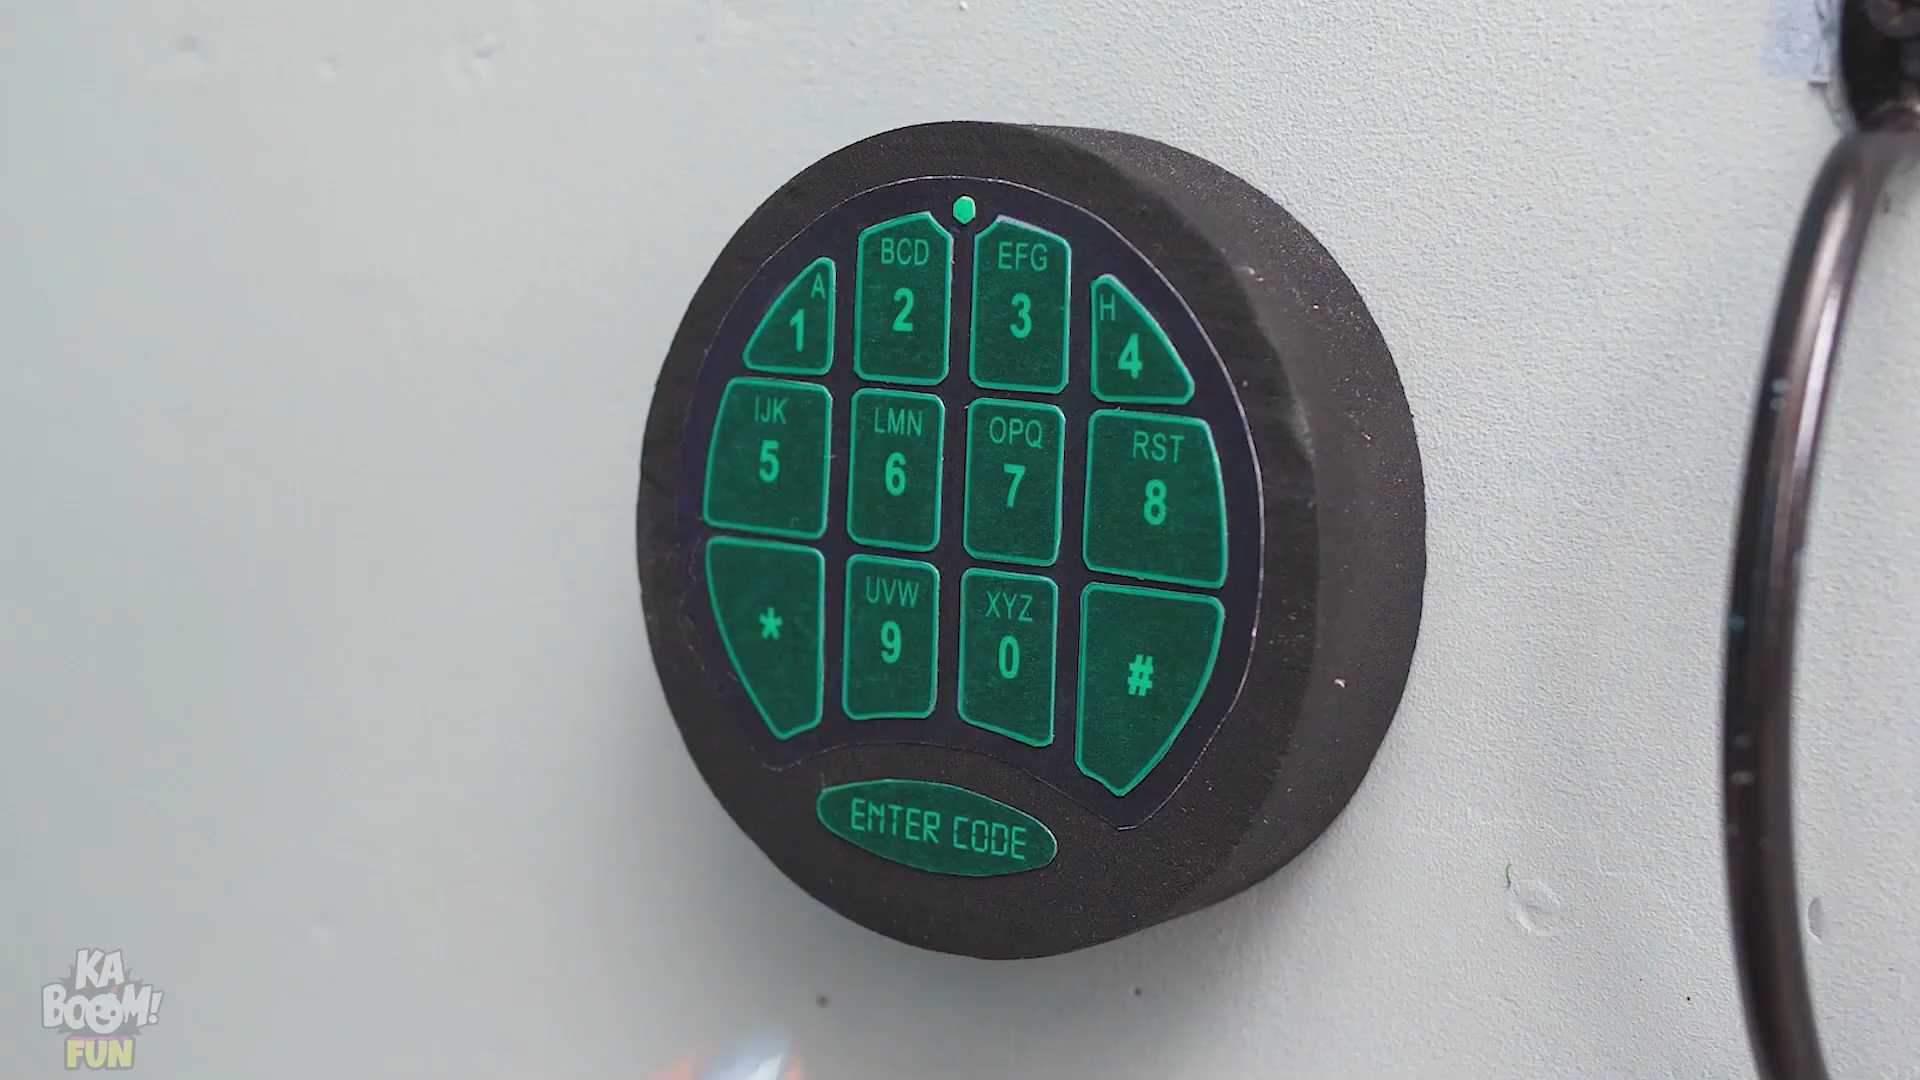 A
1
BCD
2
EFG
3
H
4
IJK
5
LMN
6
OPQ
7
RST
8
*
UVW
9
XYZ
0
#
ENTER CODE
KA
BOOM!
FUN